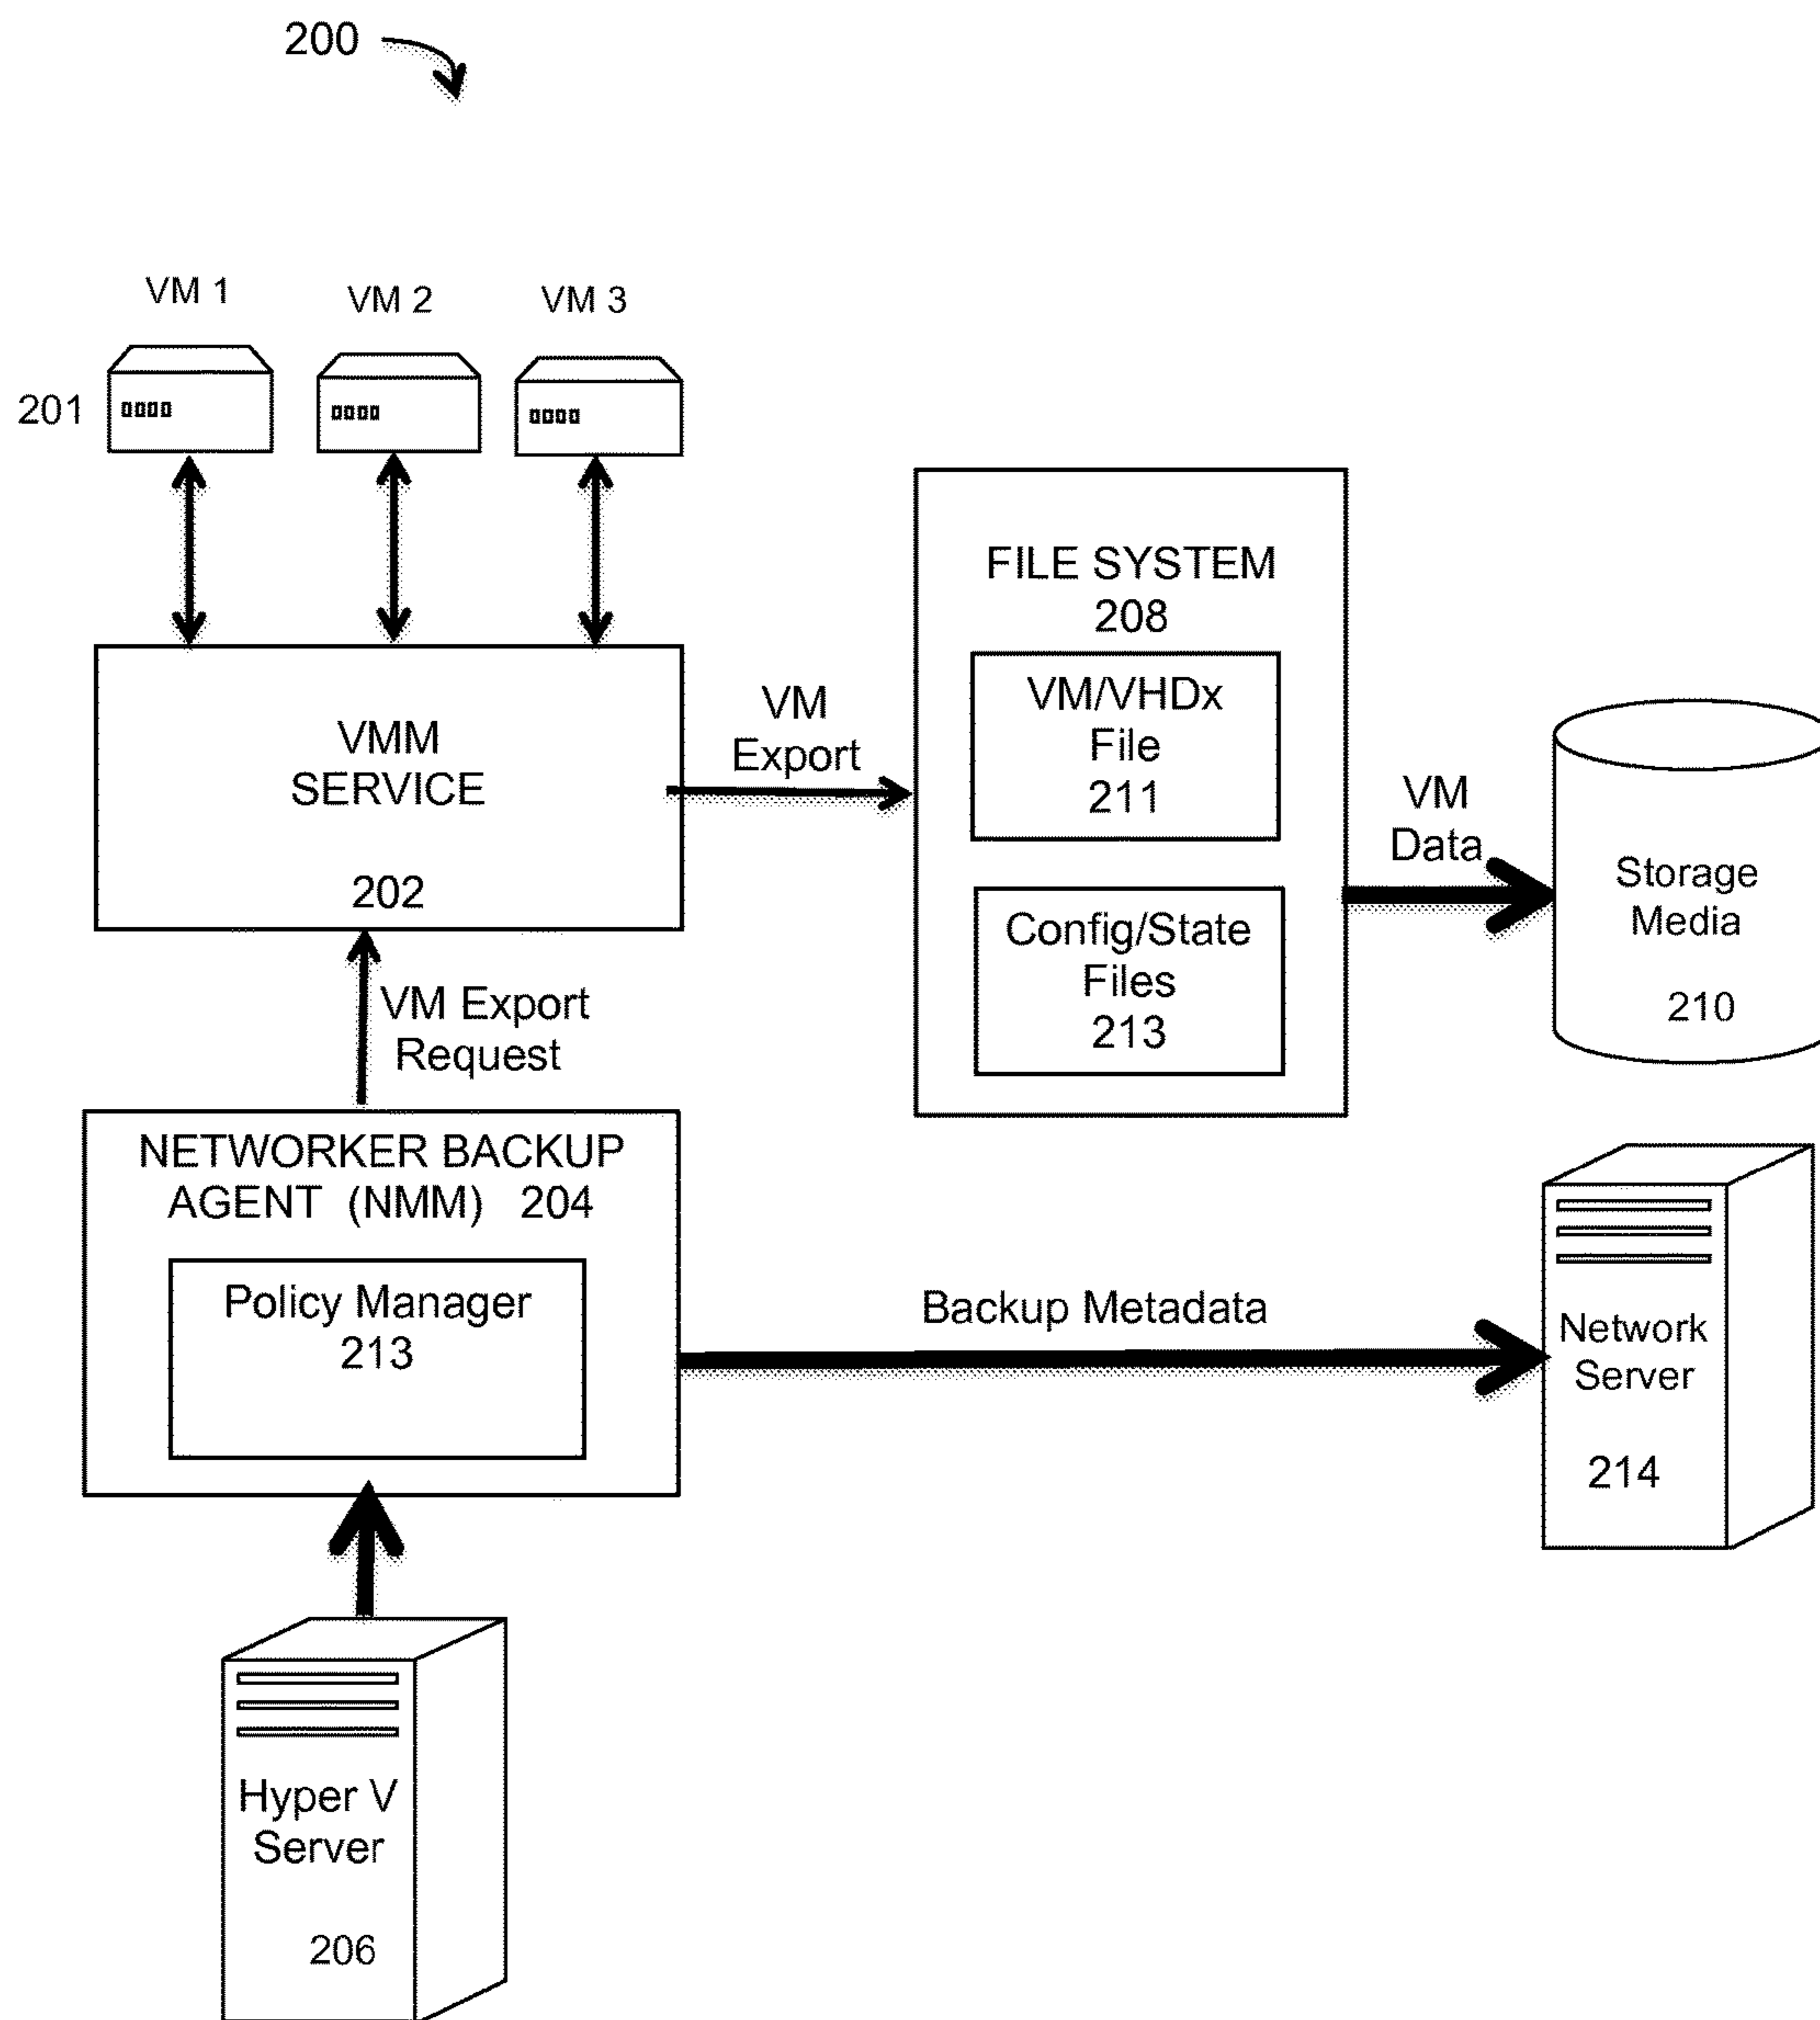 200
VM 1
VM 2
VM 3
201
VMM
SERVICE
202
VM
Export
FILE SYSTEM
208
VM/VHDx
File
211
Config/State
Files
213
VM
Data
Storage
Media
210
VM Export
Request
NETWORKER BACKUP
AGENT (NMM) 204
Policy Manager
213
Backup Metadata
Network
Server
214
Hyper V
Server
206